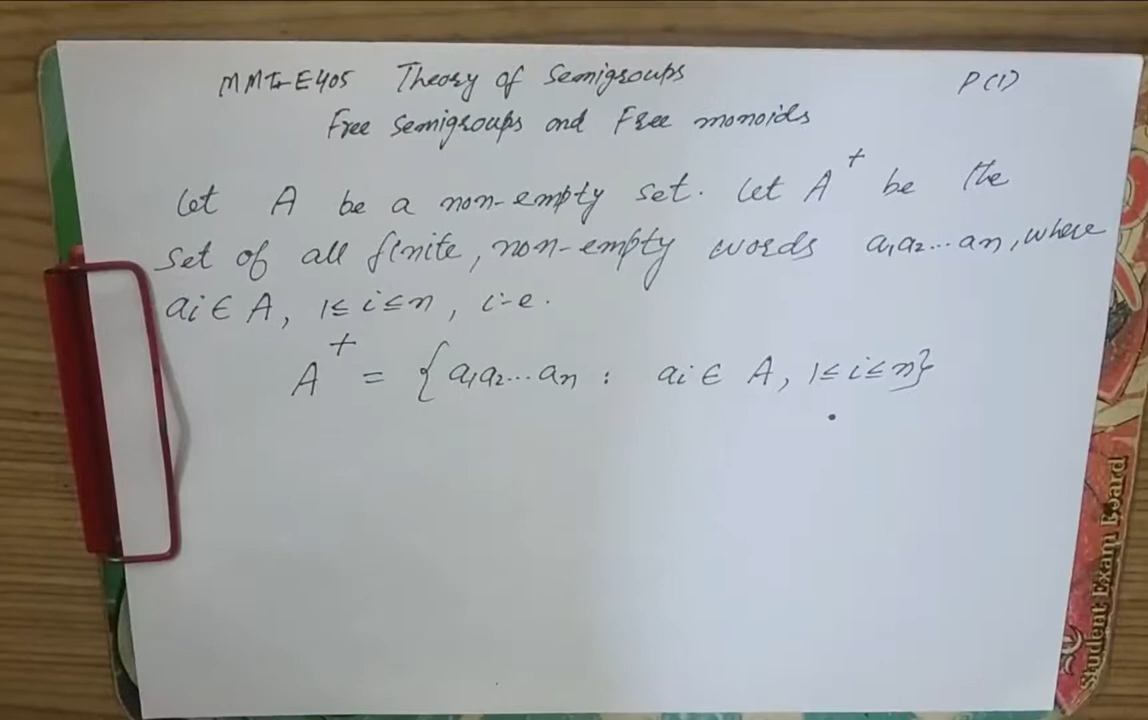 MMT-E405 Theory of Semigroups P(1)
Free Semigroups and Free monoids
Let A be a non-empty set. Let A⁺ be the
set of all finite, non-empty words a₁a₂...aₙ, where
aᵢ ∈ A, 1≤ i ≤ n, i-e.
A⁺ = {a₁a₂...aₙ : aᵢ ∈ A, 1≤ i ≤ n}
Student Exam Board